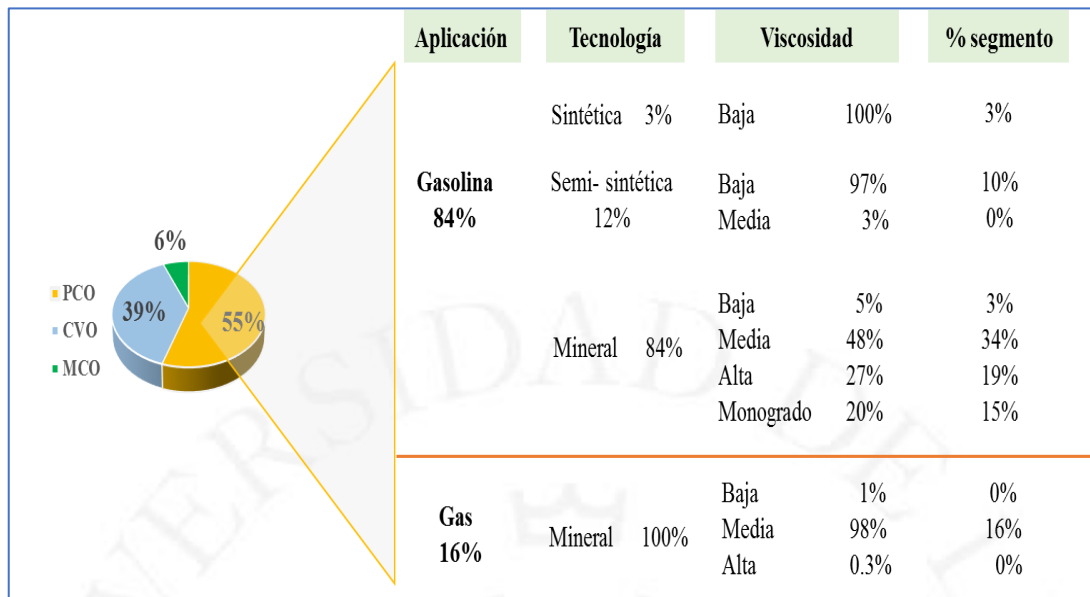 Aplicación Tecnología Viscosidad % segmento
Sintética 3% Baja 100% 3%
Gasolina Semi- sintética Baja 97% 10%
84% 12% Media 3% 0%
6%
PCO
CVO 39% 55%
MCO
Baja 5% 3%
Mineral 84% Media 48% 34%
Alta 27% 19%
Monogrado 20% 15%
Baja 1% 0%
Gas Mineral 100% Media 98% 16%
16% Alta 0.3% 0%
VERSIDAD DE